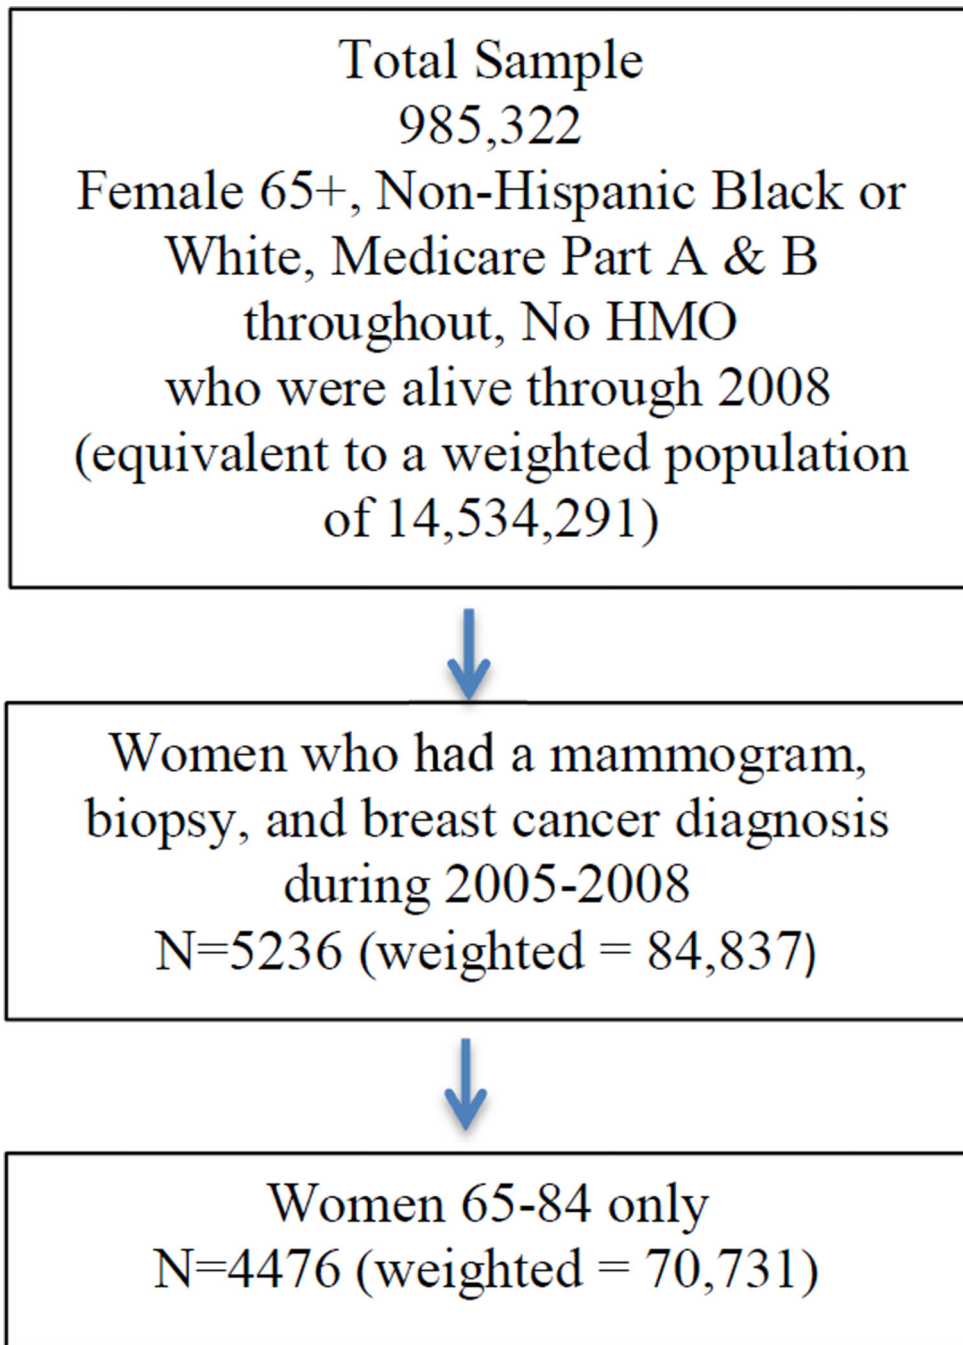 Total Sample
985,322
Female 65+, Non-Hispanic Black or
White, Medicare Part A & B
throughout, No HMO
who were alive through 2008
(equivalent to a weighted population
of 14,534,291)
Women who had a mammogram,
biopsy, and breast cancer diagnosis
during 2005-2008
N=5236 (weighted = 84,837)
Women 65-84 only
N=4476 (weighted = 70,731)